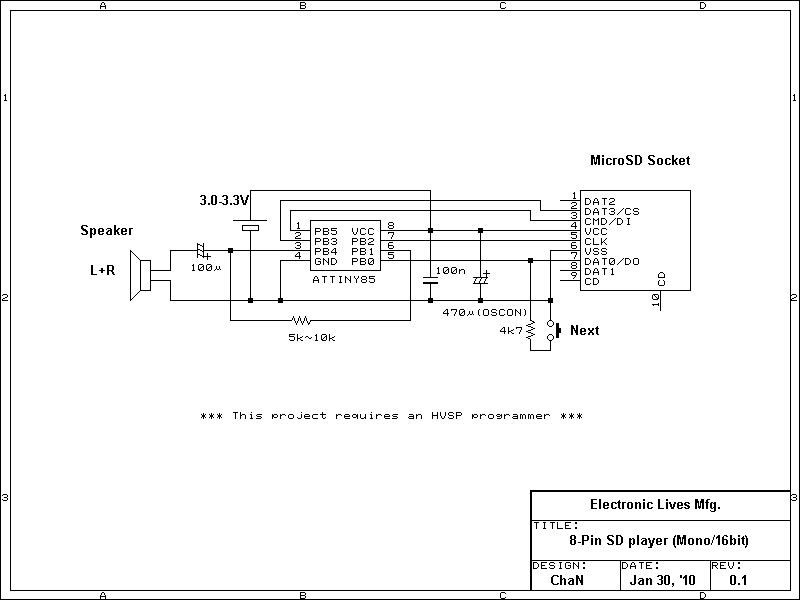 A B C D
1 1
MicroSD Socket
3.0-3.3V
Speaker
L+R
100µ
1 PB5 VCC 8
2 PB3 PB2 7
3 PB4 PB1 6
4 GND PB0 5
ATTINY85
1 DAT2
2 DAT3/CS
3 CMD/DI
4 VCC
5 CLK
6 VSS
7 DAT0/DO
8 DAT1
9 CD
10 CD
100n
470µ(OSCON)
2 2
5k~10k
4k7
Next
*** This project requires an HVSP programmer ***
3 3
Electronic Lives Mfg.
TITLE:
8-Pin SD player (Mono/16bit)
DESIGN: DATE: REV:
ChaN Jan 30, '10 0.1
A B C D